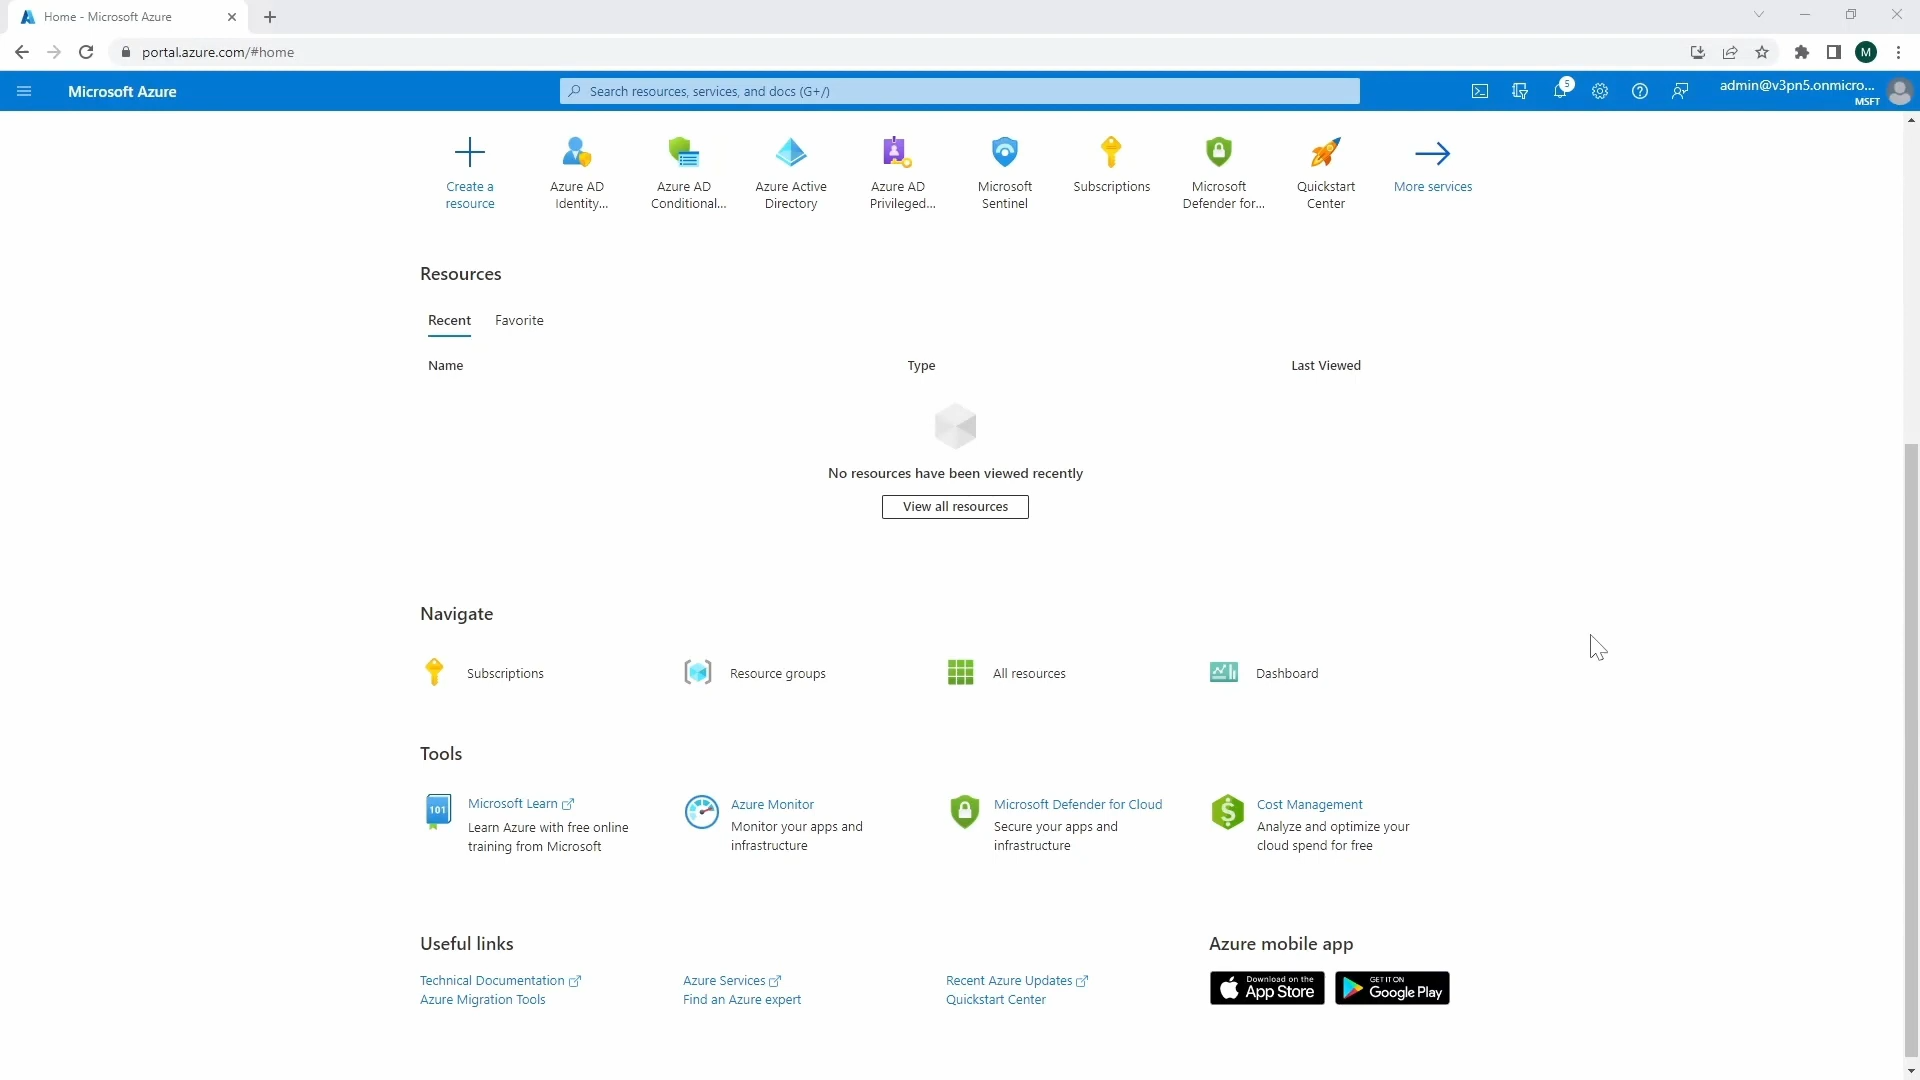 Home - Microsoft Azure
portal.azure.com/#home
M
Microsoft Azure
Search resources, services, and docs (G+/)
5
admin@v3pn5.onmicro...
MSFT
Create a
resource
Azure AD
Identity...
Azure AD
Conditional...
Azure Active
Directory
Azure AD
Privileged...
Microsoft
Sentinel
Subscriptions
Microsoft
Defender for...
Quickstart
Center
More services
Resources
Recent
Favorite
Name
Type
Last Viewed
No resources have been viewed recently
View all resources
Navigate
Subscriptions
Resource groups
All resources
Dashboard
Tools
101
Microsoft Learn
Learn Azure with free online
training from Microsoft
Azure Monitor
Monitor your apps and
infrastructure
Microsoft Defender for Cloud
Secure your apps and
infrastructure
$
Cost Management
Analyze and optimize your
cloud spend for free
Useful links
Technical Documentation
Azure Migration Tools
Azure Services
Find an Azure expert
Recent Azure Updates
Quickstart Center
Azure mobile app
Download on the
App Store
GET IT ON
Google Play